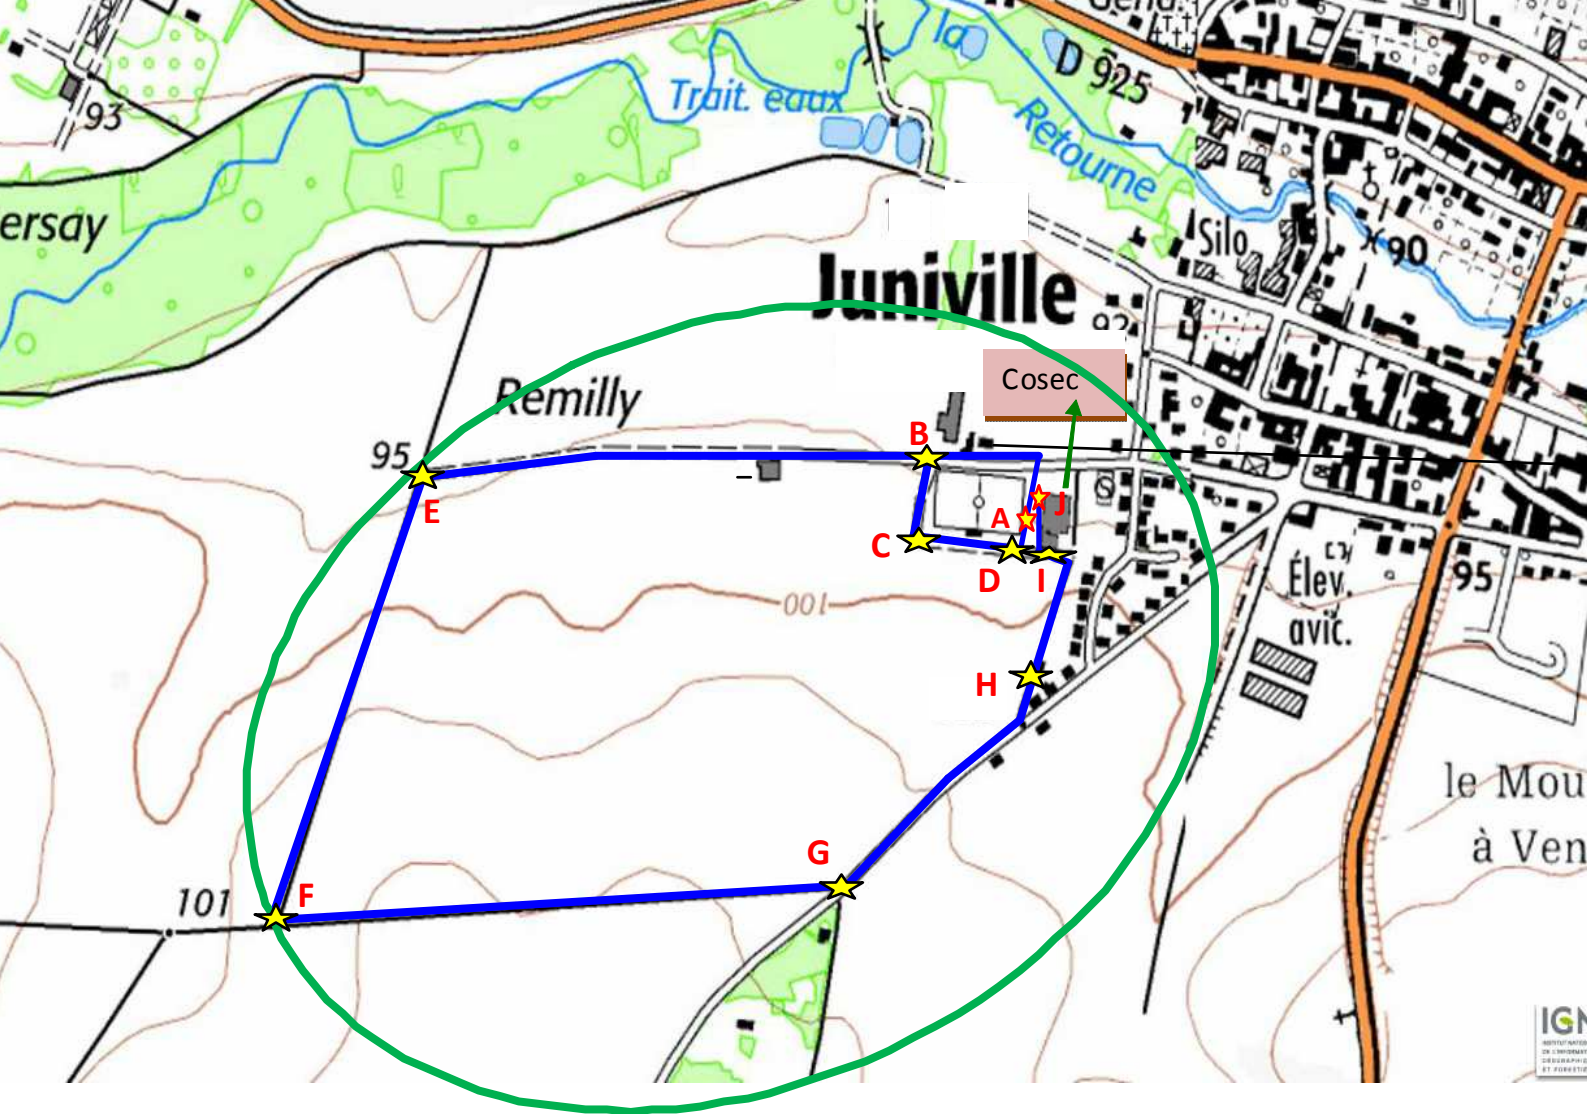 la
D 925
93
Trait. eaux
Retourne
ersay
Silo
90
Juniville
92
Cosec
Remilly
B
95
E
A
J
C
D
I
Élev.
avic.
95
100
H
le Mou
à Ven
G
F
101
IGN